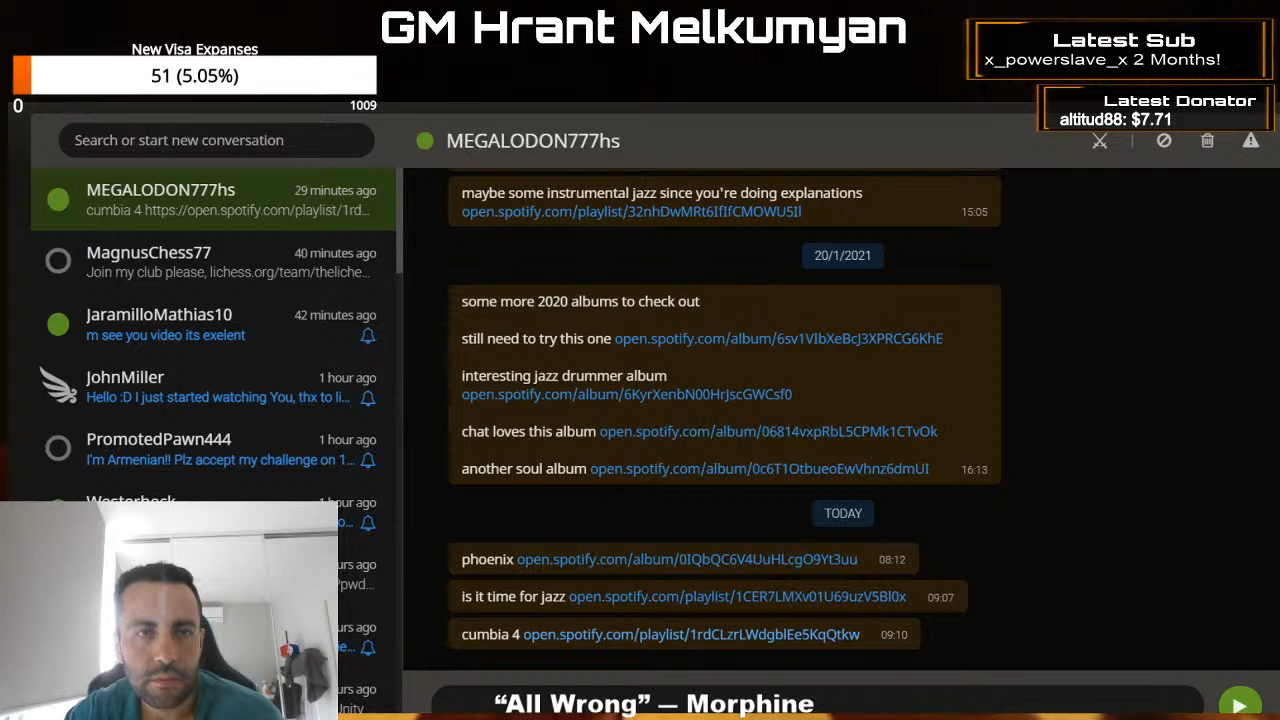 GM Hrant Melkumyan
New Visa Expanses
51 (5.05%)
0
1009
Latest Sub
x_powerslave_x 2 Months!
Latest Donator
altitud88: $7.71
Search or start new conversation
MEGALODON777hs
MEGALODON777hs
29 minutes ago
cumbia 4 https://open.spotify.com/playlist/1rd...
MagnusChess77
40 minutes ago
Join my club please, lichess.org/team/theliche...
JaramilloMathias10
42 minutes ago
m see you video its exelent
JohnMiller
1 hour ago
Hello :D I just started watching You, thx to li...
PromotedPawn444
1 hour ago
I'm Armenian!! Plz accept my challenge on 1...
hour ago
maybe some instrumental jazz since you're doing explanations
open.spotify.com/playlist/32nhDwMRt6IfIfCMOWU5Il
15:05
20/1/2021
some more 2020 albums to check out
still need to try this one open.spotify.com/album/6sv1VIbXeBcJ3XPRCG6KhE
interesting jazz drummer album
open.spotify.com/album/6KyrXenbN00HrJscGWCsf0
chat loves this album open.spotify.com/album/06814vxpRbL5CPMk1CTvOk
another soul album open.spotify.com/album/0c6T1OtbueoEwVhnz6dmUI
16:13
TODAY
phoenix open.spotify.com/album/0IQbQC6V4UuHLcgO9Yt3uu
08:12
is it time for jazz open.spotify.com/playlist/1CER7LMXv01U69uzV5Bl0x
09:07
cumbia 4 open.spotify.com/playlist/1rdCLzrLWdgblEe5KqQtkw
09:10
“All Wrong” — Morphine